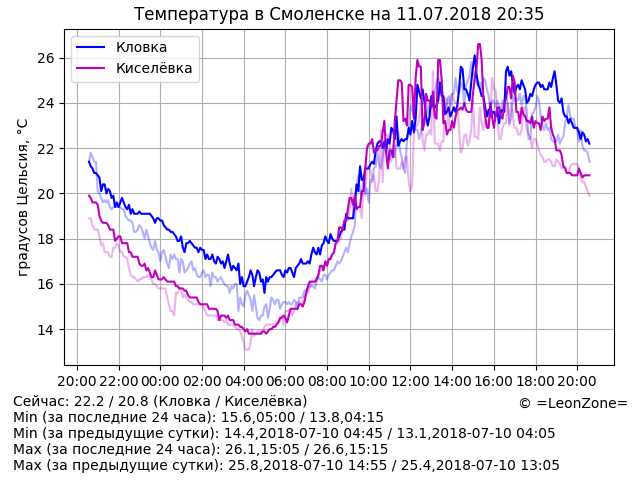 Температура в Смоленске на 11.07.2018 20:35
Кловка
Киселёвка
градусов Цельсия, °C
26
24
22
20
18
16
14
20:00 22:00 00:00 02:00 04:00 06:00 08:00 10:00 12:00 14:00 16:00 18:00 20:00
Сейчас: 22.2 / 20.8 (Кловка / Киселёвка)
© =LeonZone=
Min (за последние 24 часа): 15.6,05:00 / 13.8,04:15
Min (за предыдущие сутки): 14.4,2018-07-10 04:45 / 13.1,2018-07-10 04:05
Max (за последние 24 часа): 26.1,15:05 / 26.6,15:15
Max (за предыдущие сутки): 25.8,2018-07-10 14:55 / 25.4,2018-07-10 13:05